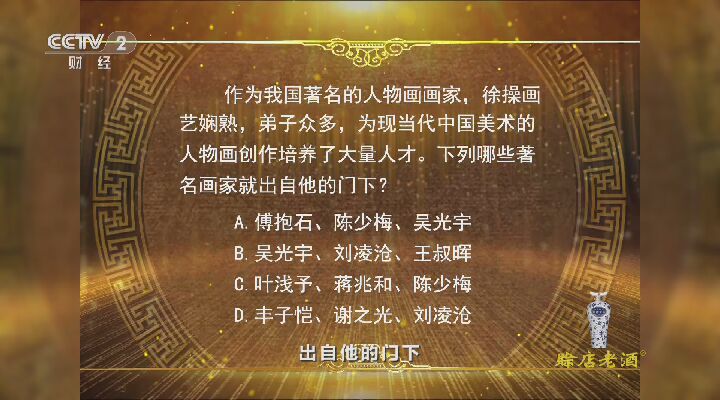 CCTV 2
财 经
作为我国著名的人物画画家，徐操画
艺娴熟，弟子众多，为现当代中国美术的
人物画创作培养了大量人才。下列哪些著
名画家就出自他的门下？
A.傅抱石、陈少梅、吴光宇
B.吴光宇、刘凌沧、王叔晖
C.叶浅予、蒋兆和、陈少梅
D.丰子恺、谢之光、刘凌沧
出自他的门下
赊店老酒